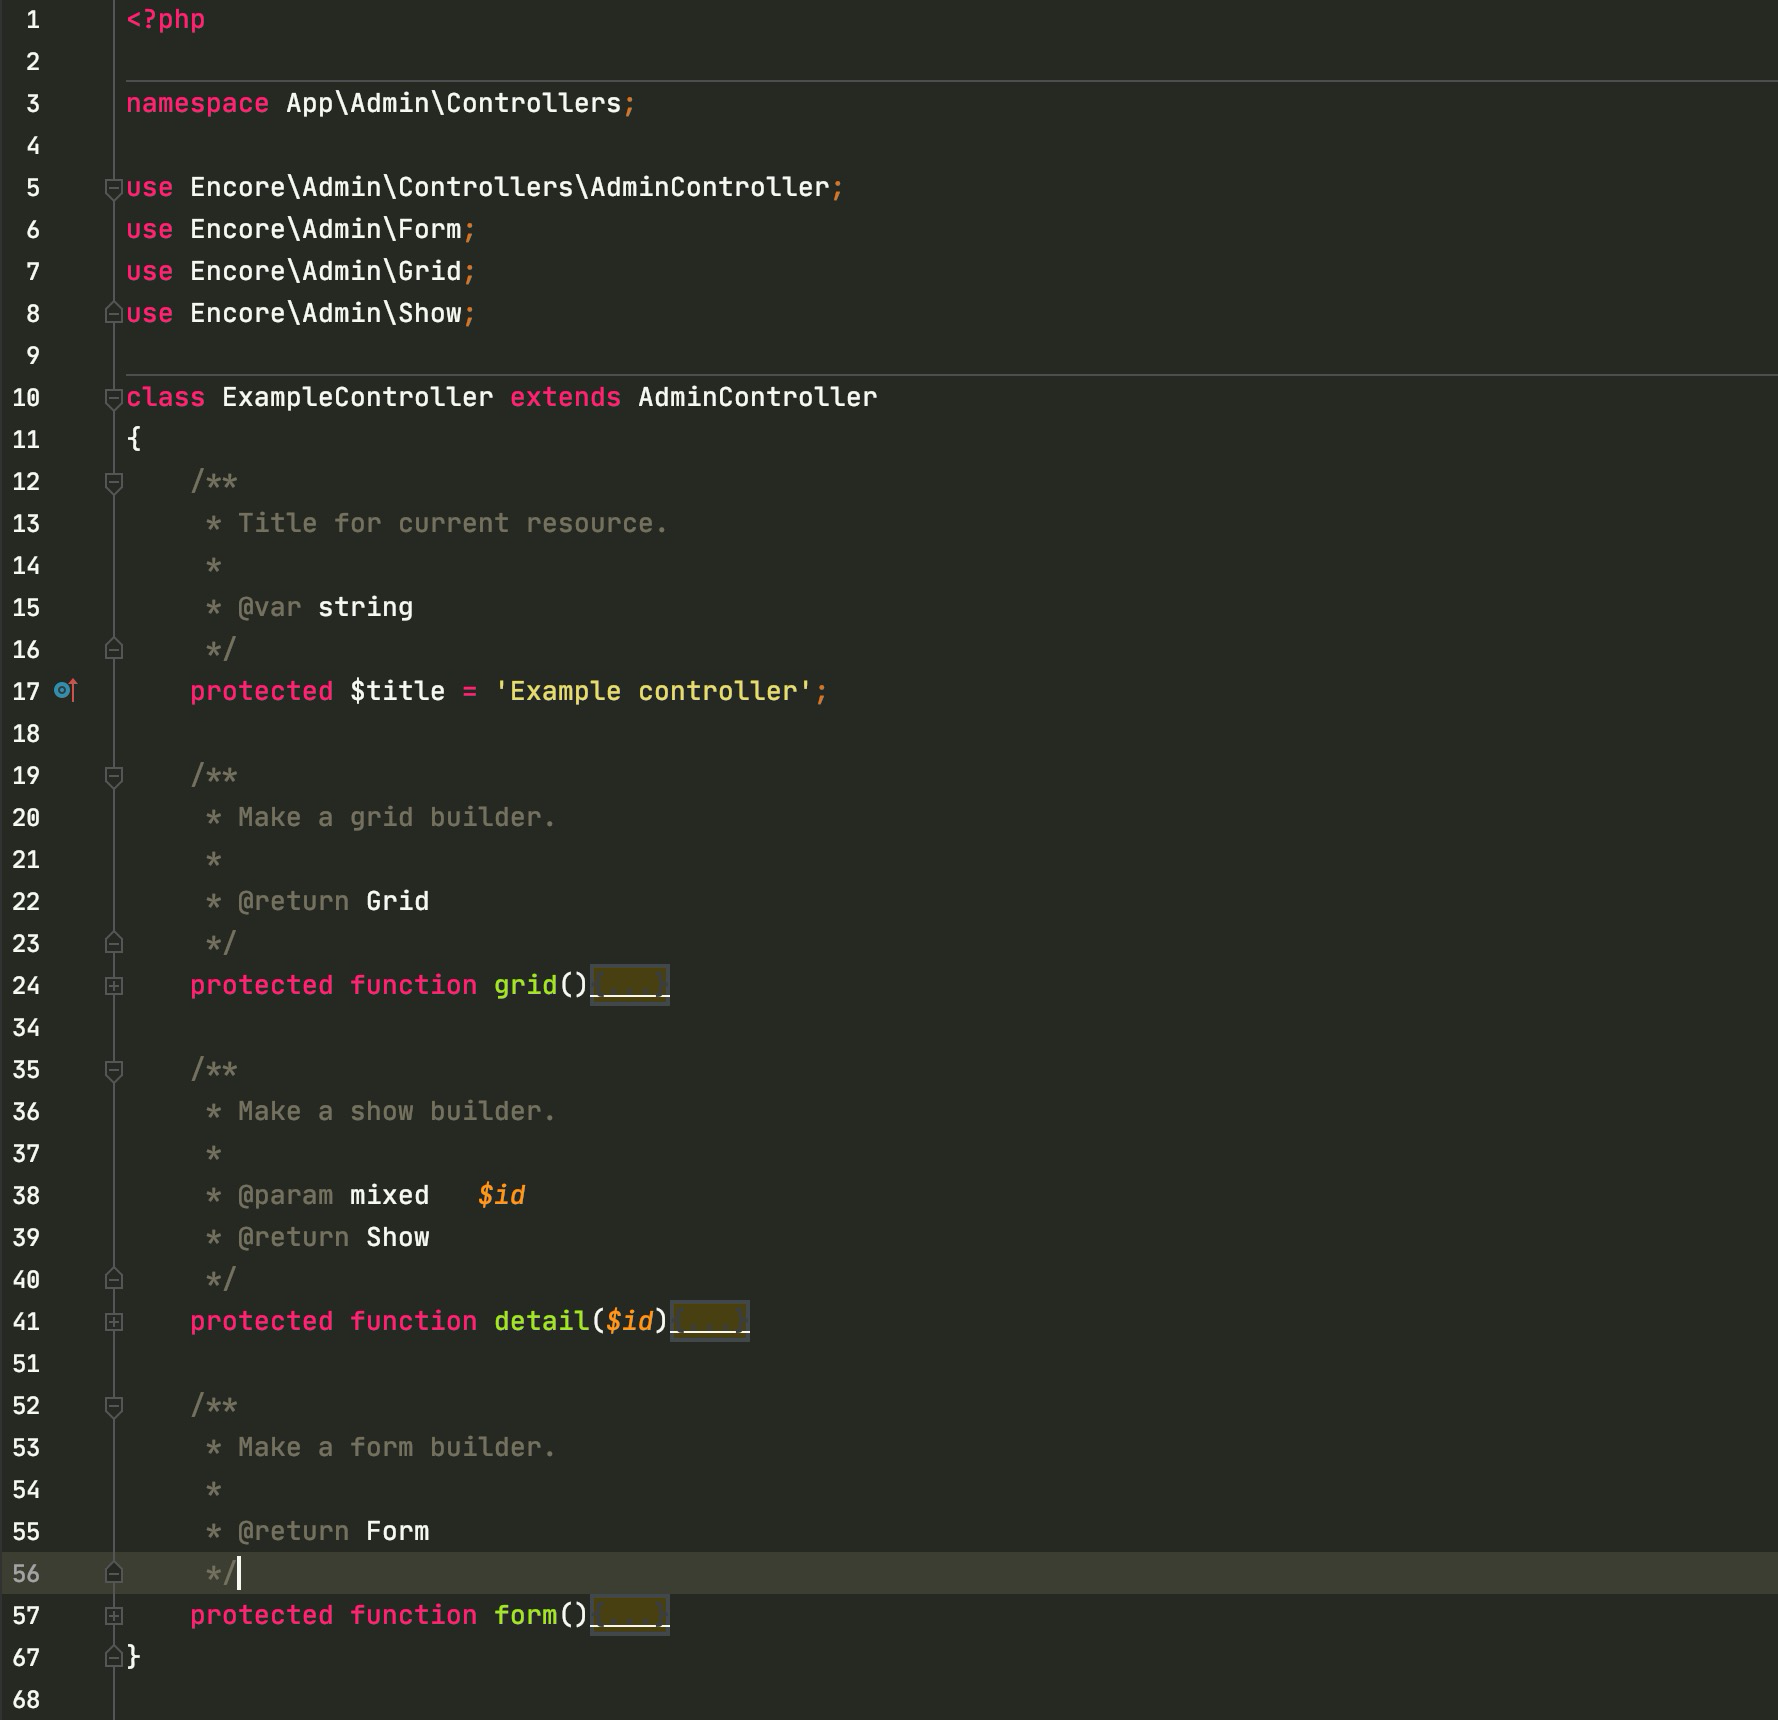 1 <?php
2
3 namespace App\Admin\Controllers;
4
5 use Encore\Admin\Controllers\AdminController;
6 use Encore\Admin\Form;
7 use Encore\Admin\Grid;
8 use Encore\Admin\Show;
9
10 class ExampleController extends AdminController
11 {
12     /**
13      * Title for current resource.
14      *
15      * @var string
16      */
17     protected $title = 'Example controller';
18
19     /**
20      * Make a grid builder.
21      *
22      * @return Grid
23      */
24     protected function grid()
34
35     /**
36      * Make a show builder.
37      *
38      * @param mixed   $id
39      * @return Show
40      */
41     protected function detail($id)
51
52     /**
53      * Make a form builder.
54      *
55      * @return Form
56      */
57     protected function form()
67 }
68